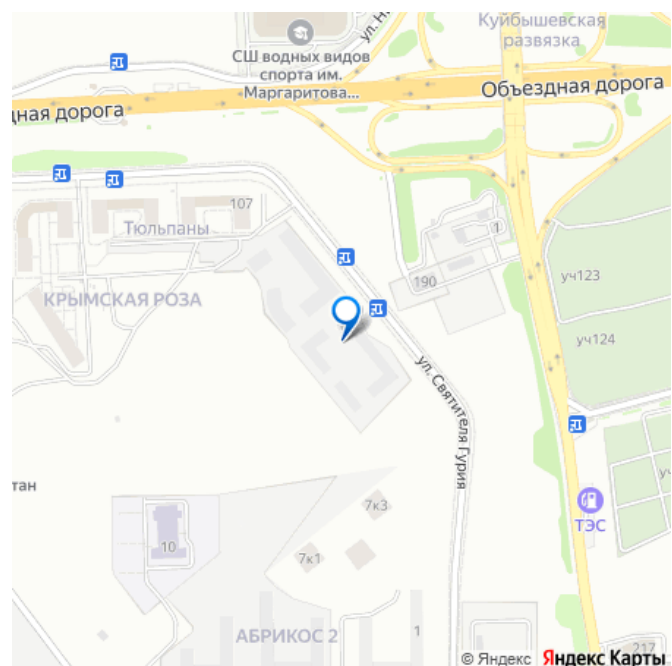 Куйбышевская
развязка
ул. Н
СШ водных видов
спорта им.
Маргаритова...
Объездная дорога
дная дорога
107
Тюльпаны
1
190
уч123
КРЫМСКАЯ РОЗА
уч124
ул. Святителя Гурия
тан
7к3
ТЭС
10
7к1
АБРИКОС 2
1
217
© Яндекс Яндекс Карты